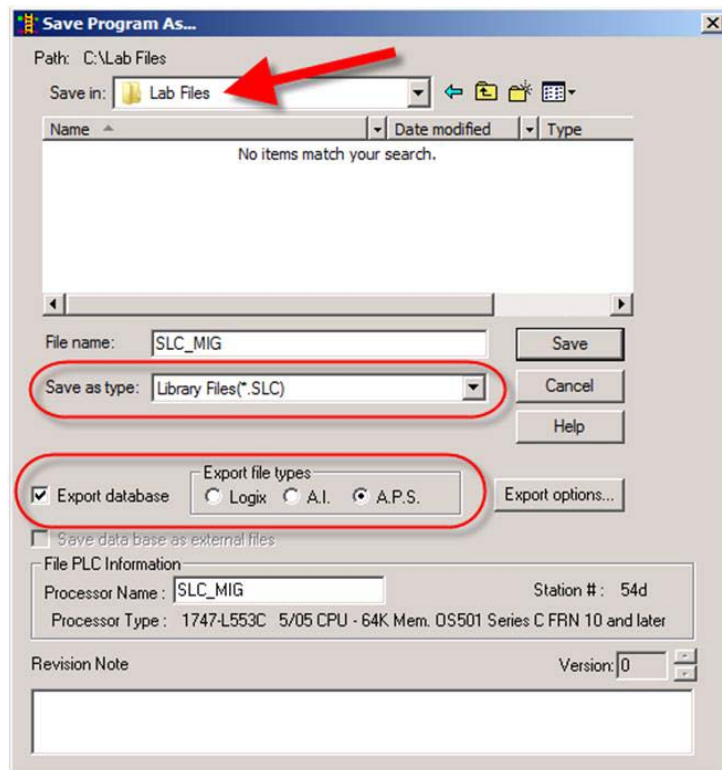 Save Program As...
Path: C:\Lab Files
Save in: Lab Files
Name Date modified Type
No items match your search.
File name: SLC_MIG Save
Save as type: Library Files(*.SLC) Cancel
Help
Export file types
Export database Logix A.I. A.P.S. Export options...
Save data base as external files
File PLC Information
Processor Name : SLC_MIG Station # : 54d
Processor Type : 1747-L553C 5/05 CPU - 64K Mem. OS501 Series C FRN 10 and later
Revision Note Version: 0